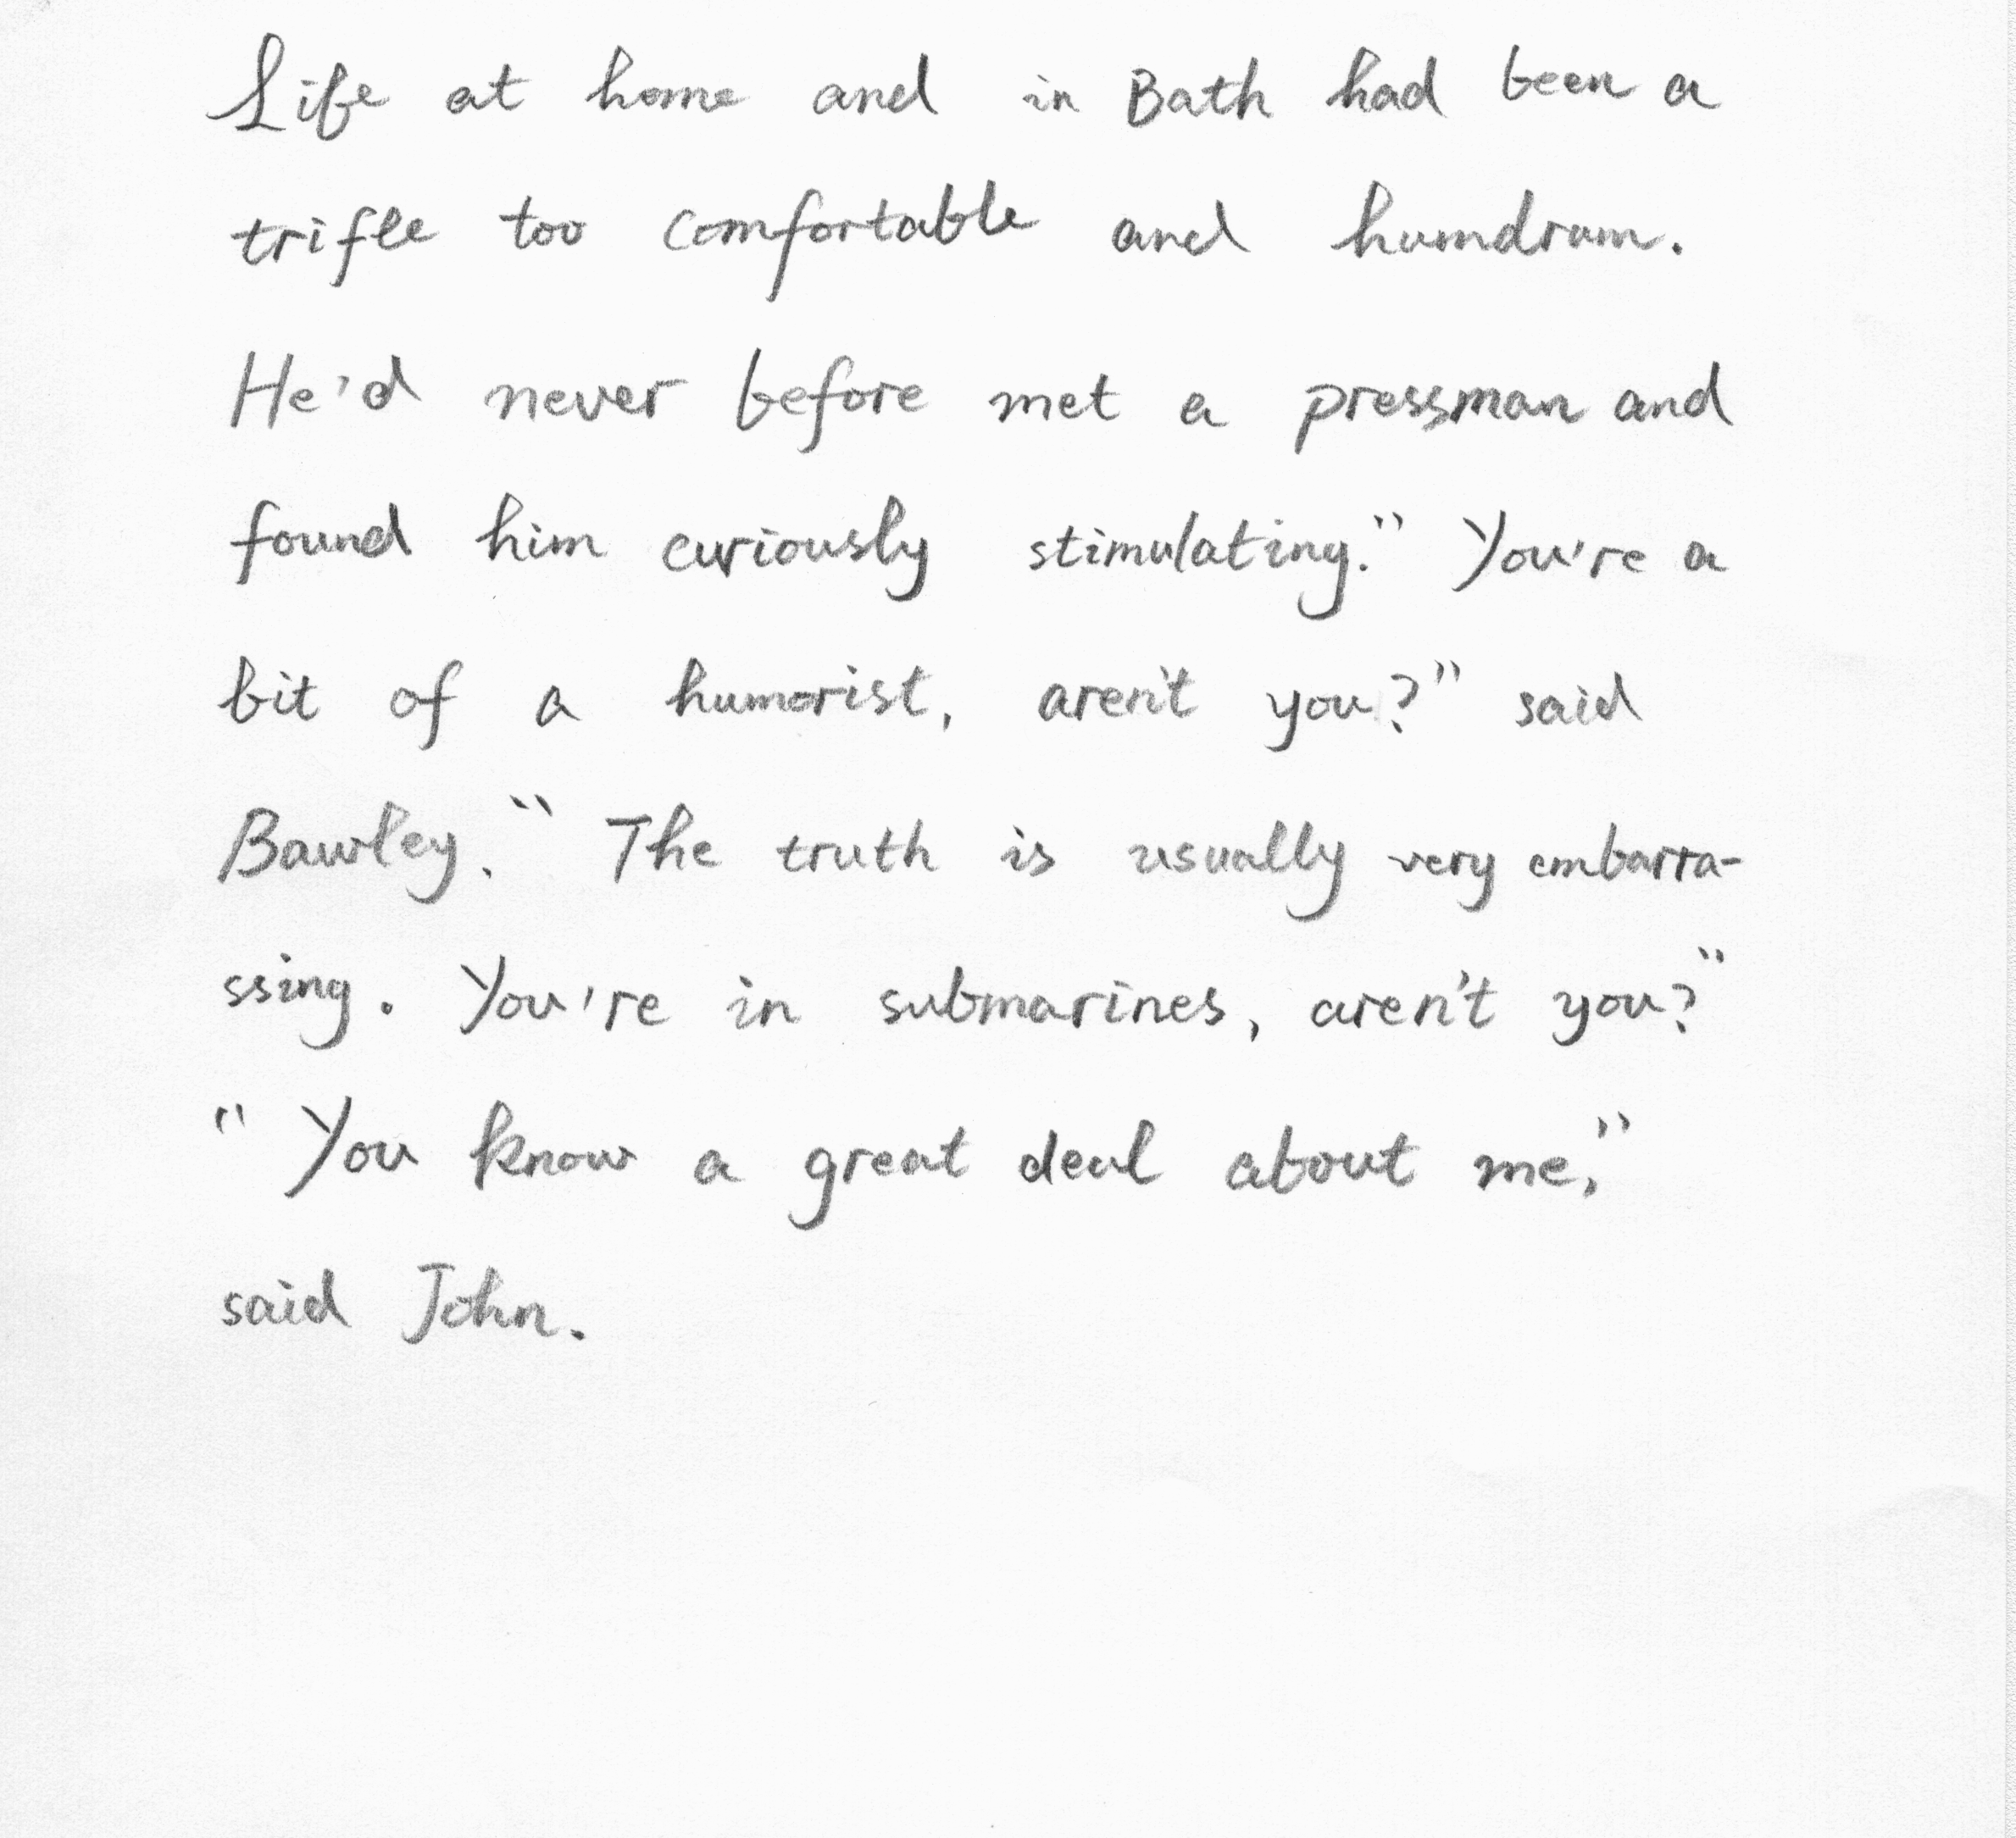 Life at home and in Bath had been a
trifle too comfortable and humdrum.
He'd never before met a pressman and
found him curiously stimulating." You're a
bit of a humorist, aren't you?" said
Bawley." The truth is usually very embarra-
ssing. You're in submarines, aren't you?"
" You know a great deal about me,"
said John.